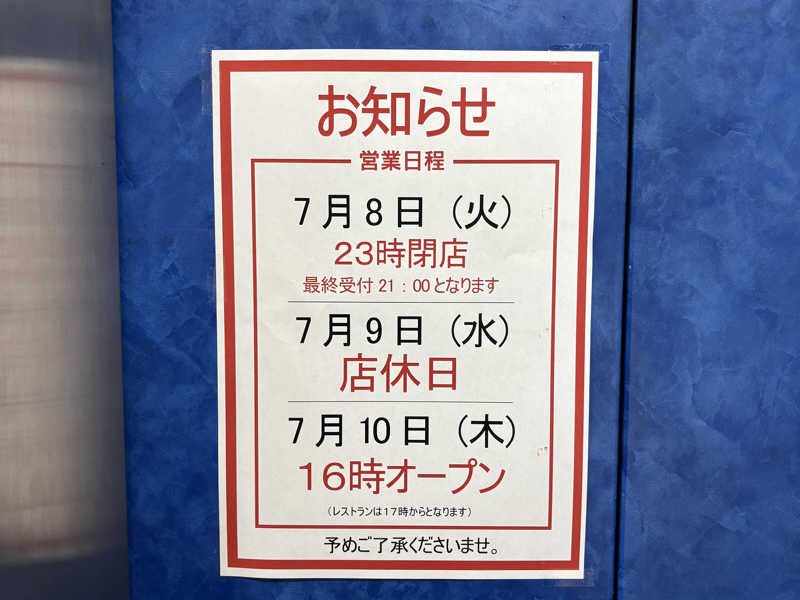 お知らせ
営業日程
7月8日（火）
23時閉店
最終受付 21：00となります
7月9日（水）
店休日
7月10日（木）
16時オープン
（レストランは17時からとなります）
予めご了承くださいませ。